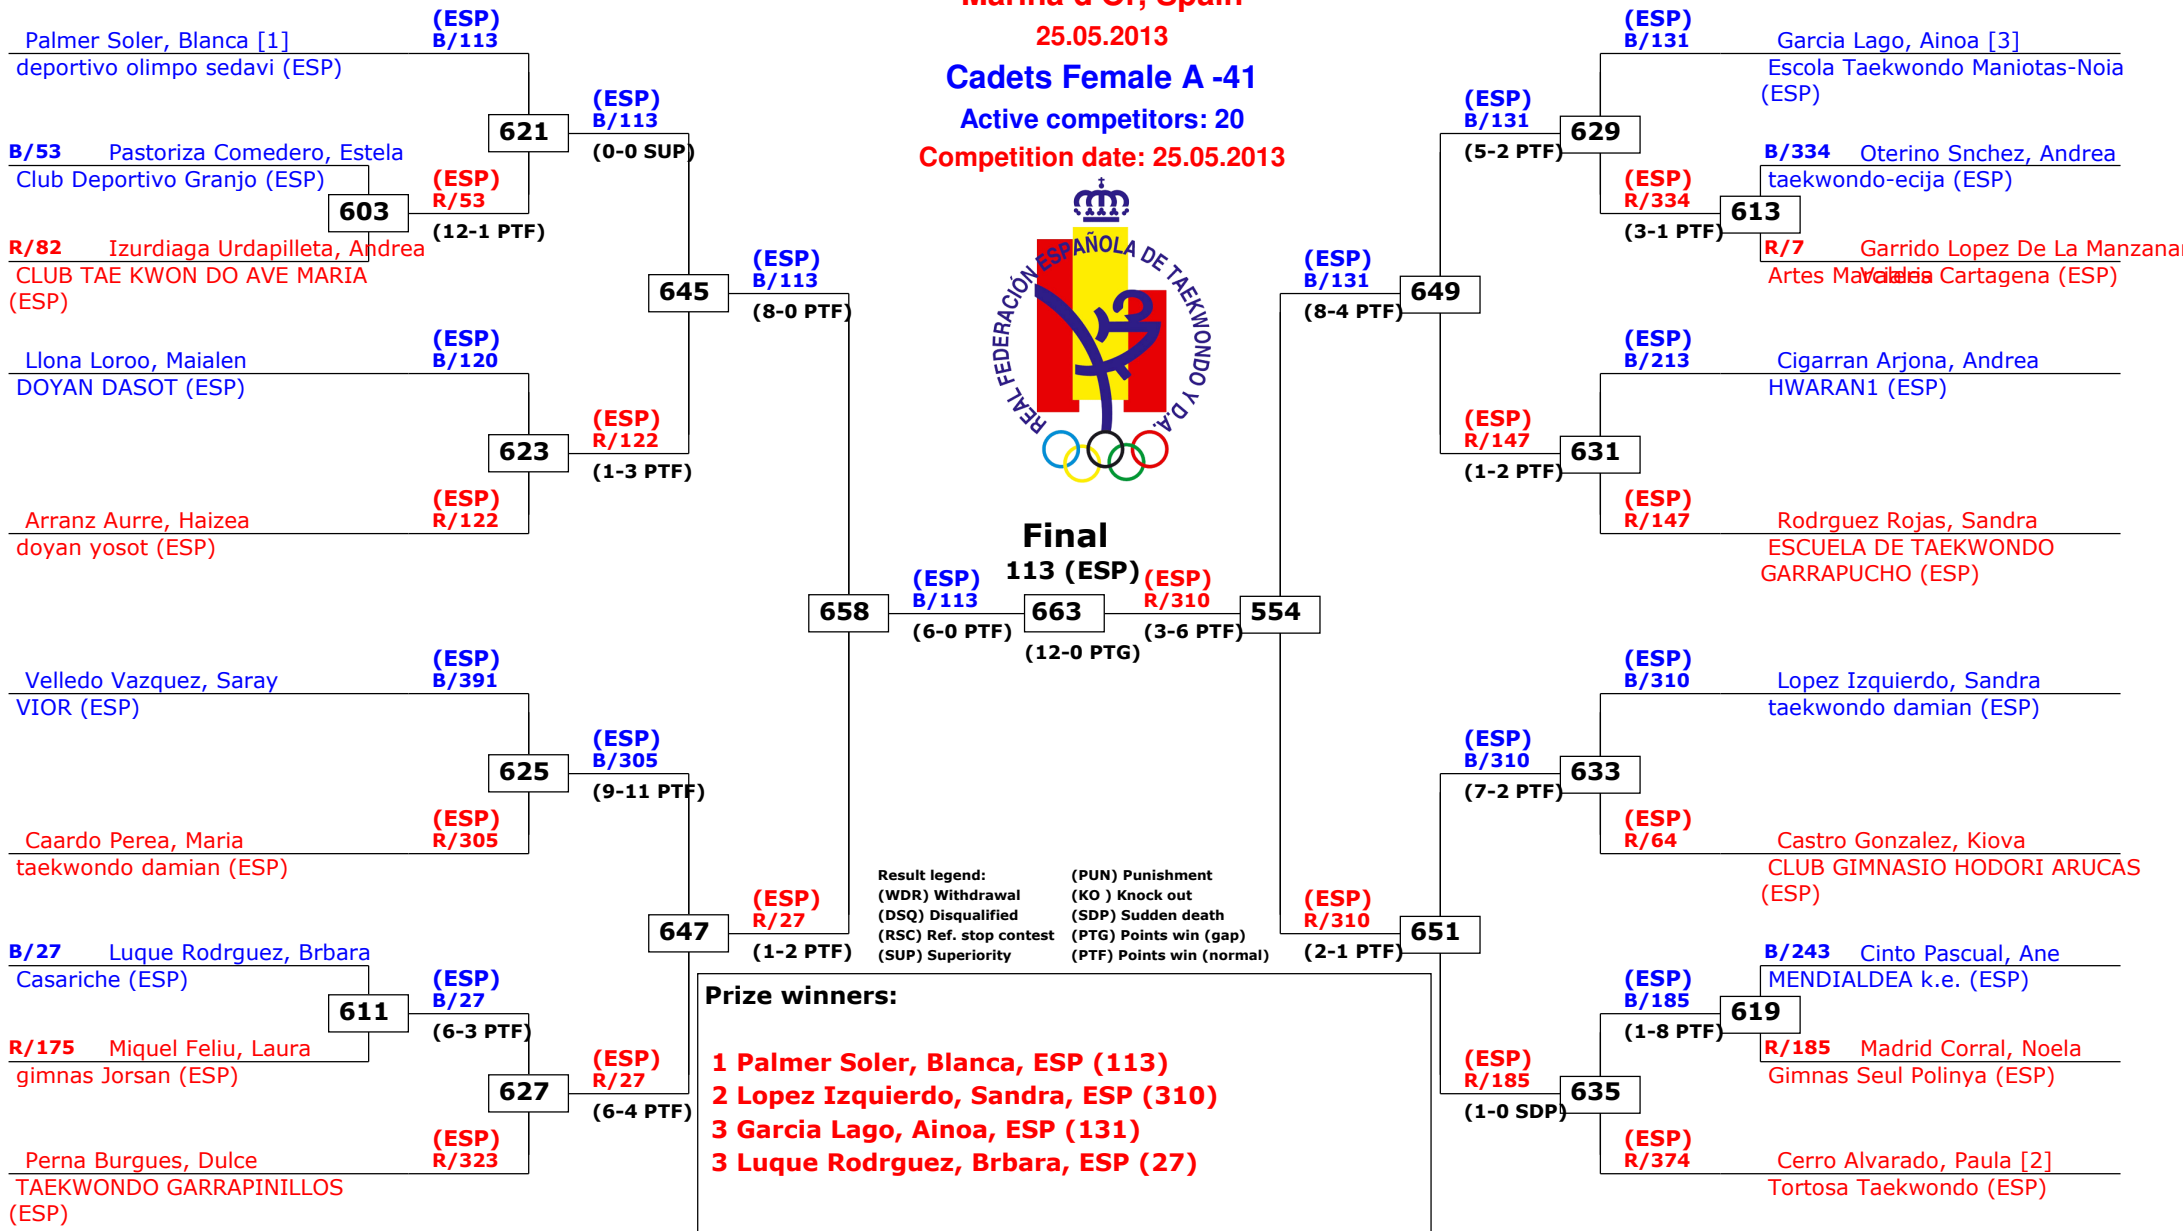 Marina d'Or, Spain
25.05.2013
Cadets Female A -41
Active competitors: 20
Competition date: 25.05.2013
REAL FEDERACIÓN ESPAÑOLA DE TAEKWONDO Y D.A.
Palmer Soler, Blanca [1]
(ESP)
B/113
deportivo olimpo sedavi (ESP)
621
(ESP)
B/113
(0-0 SUP)
B/53 Pastoriza Comedero, Estela
Club Deportivo Granjo (ESP)
603
(ESP)
R/53
(12-1 PTF)
R/82 Izurdiaga Urdapilleta, Andrea
CLUB TAE KWON DO AVE MARIA
(ESP)
645
(ESP)
B/113
(8-0 PTF)
Llona Loroo, Maialen
(ESP)
B/120
DOYAN DASOT (ESP)
623
(ESP)
R/122
(1-3 PTF)
Arranz Aurre, Haizea
(ESP)
R/122
doyan yosot (ESP)
658
(ESP)
B/113
(6-0 PTF)
Velledo Vazquez, Saray
(ESP)
B/391
VIOR (ESP)
625
(ESP)
B/305
(9-11 PTF)
Caardo Perea, Maria
(ESP)
R/305
taekwondo damian (ESP)
647
(ESP)
R/27
(1-2 PTF)
B/27 Luque Rodrguez, Brbara
Casariche (ESP)
611
(ESP)
B/27
(6-3 PTF)
R/175 Miquel Feliu, Laura
gimnas Jorsan (ESP)
627
(ESP)
R/27
(6-4 PTF)
Perna Burgues, Dulce
(ESP)
R/323
TAEKWONDO GARRAPINILLOS
(ESP)
Final
113 (ESP)
663
(12-0 PTG)
(ESP)
R/310
(3-6 PTF)
554
(ESP)
B/131
Garcia Lago, Ainoa [3]
Escola Taekwondo Maniotas-Noia
(ESP)
(ESP)
B/131
(5-2 PTF)
629
B/334 Oterino Snchez, Andrea
taekwondo-ecija (ESP)
(ESP)
R/334
(3-1 PTF)
613
R/7 Garrido Lopez De La Manzanar
Artes Marciales Cartagena (ESP)
Valeria
(ESP)
B/131
(8-4 PTF)
649
(ESP)
B/213
Cigarran Arjona, Andrea
HWARAN1 (ESP)
(ESP)
R/147
(1-2 PTF)
631
(ESP)
R/147
Rodrguez Rojas, Sandra
ESCUELA DE TAEKWONDO
GARRAPUCHO (ESP)
(ESP)
B/310
Lopez Izquierdo, Sandra
taekwondo damian (ESP)
(ESP)
B/310
(7-2 PTF)
633
(ESP)
R/64
Castro Gonzalez, Kiova
CLUB GIMNASIO HODORI ARUCAS
(ESP)
(ESP)
R/310
(2-1 PTF)
651
B/243 Cinto Pascual, Ane
MENDIALDEA k.e. (ESP)
(ESP)
B/185
(1-8 PTF)
619
R/185 Madrid Corral, Noela
Gimnas Seul Polinya (ESP)
(ESP)
R/185
(1-0 SDP)
635
(ESP)
R/374
Cerro Alvarado, Paula [2]
Tortosa Taekwondo (ESP)
Result legend:
(WDR) Withdrawal
(DSQ) Disqualified
(RSC) Ref. stop contest
(SUP) Superiority
(PUN) Punishment
(KO ) Knock out
(SDP) Sudden death
(PTG) Points win (gap)
(PTF) Points win (normal)
Prize winners:
1 Palmer Soler, Blanca, ESP (113)
2 Lopez Izquierdo, Sandra, ESP (310)
3 Garcia Lago, Ainoa, ESP (131)
3 Luque Rodrguez, Brbara, ESP (27)